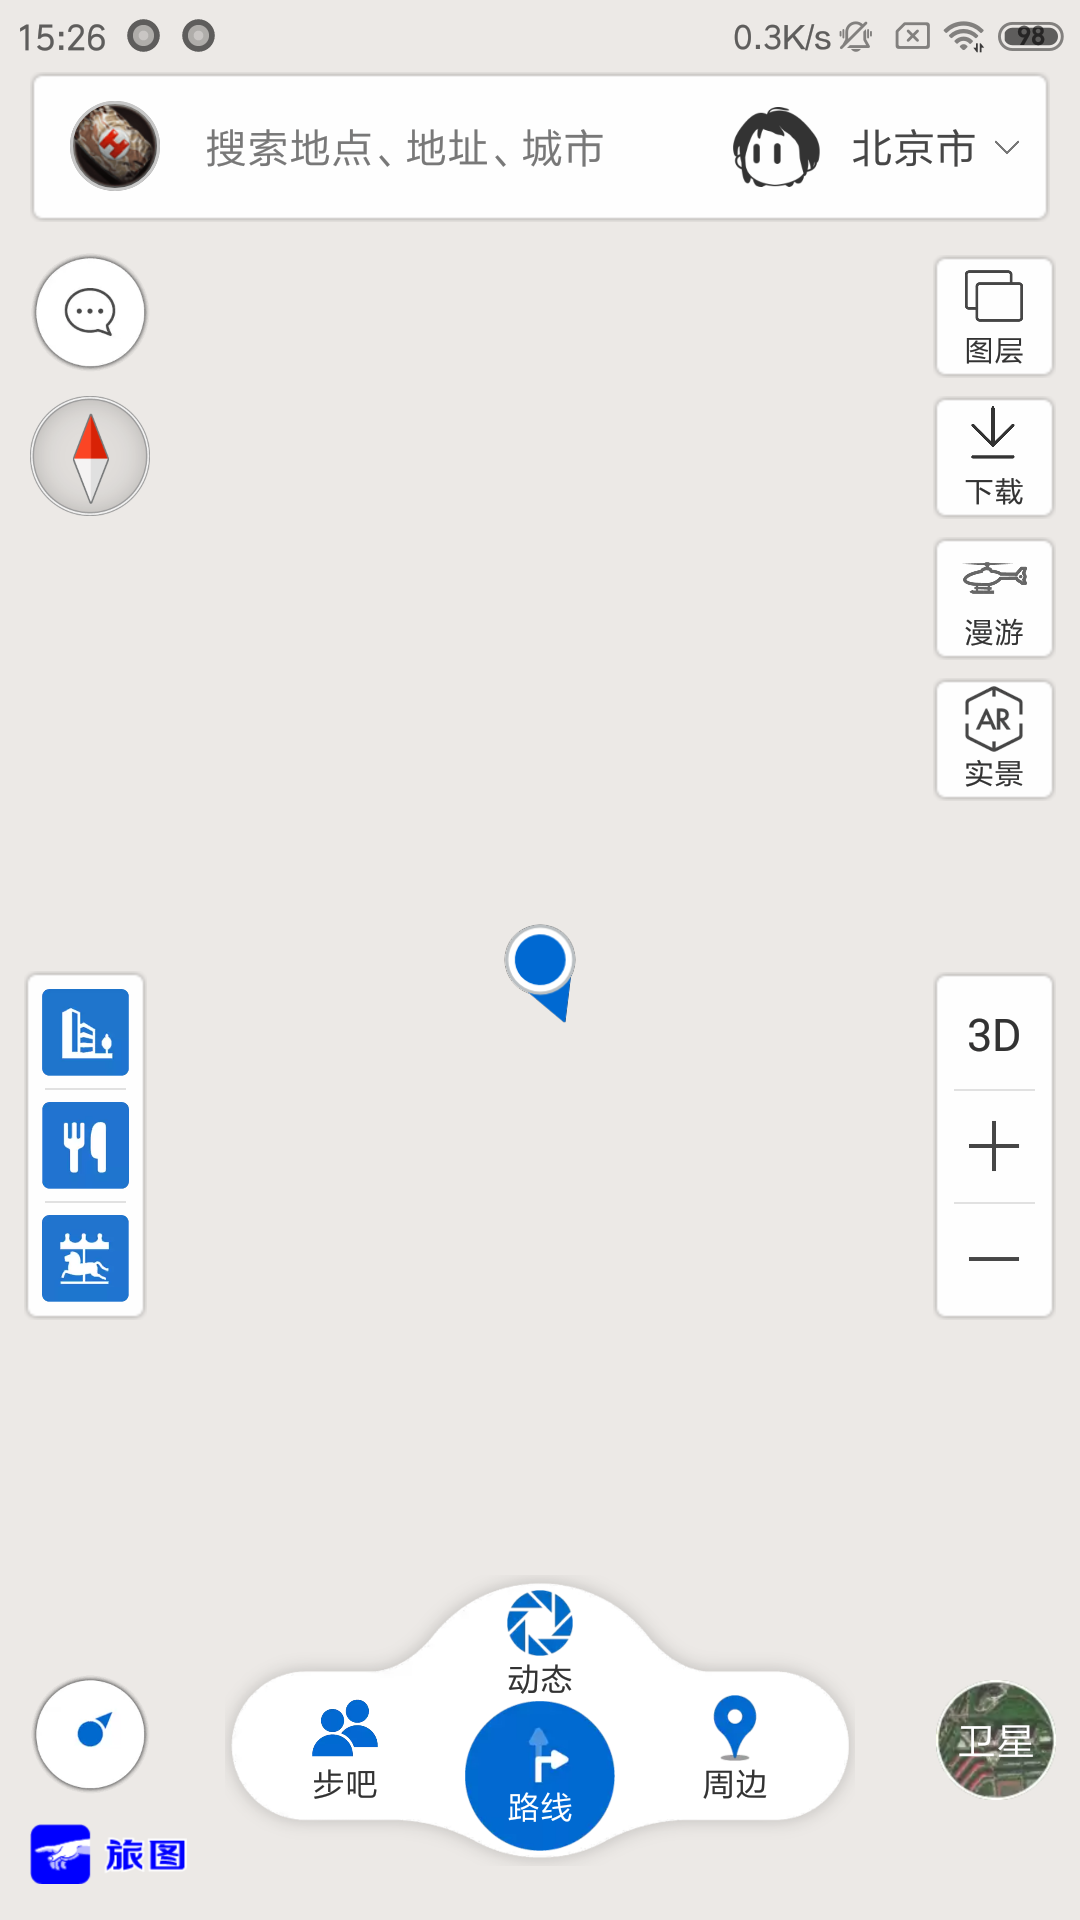 15:26
0.3K/s
98
搜索地点、地址、城市
北京市
图层
下载
漫游
AR
实景
3D
动态
步吧
周边
路线
卫星
旅图